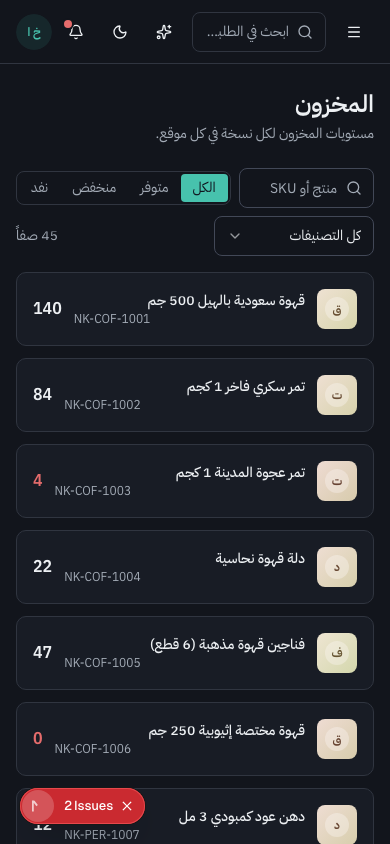 ابحث في الطلبـ...
خ ا
المخزون
مستويات المخزون لكل نسخة في كل موقع.
منتج أو SKU
الكل
متوفر
منخفض
نفد
كل التصنيفات
45 صفاً
ق
قهوة سعودية بالهيل 500 جم
NK-COF-1001
140
ت
تمر سكري فاخر 1 كجم
NK-COF-1002
84
ت
تمر عجوة المدينة 1 كجم
NK-COF-1003
4
د
دلة قهوة نحاسية
NK-COF-1004
22
ف
فناجين قهوة مذهبة (6 قطع)
NK-COF-1005
47
ق
قهوة مختصة إثيوبية 250 جم
NK-COF-1006
0
د
دهن عود كمبودي 3 مل
NK-PER-1007
12
2 Issues